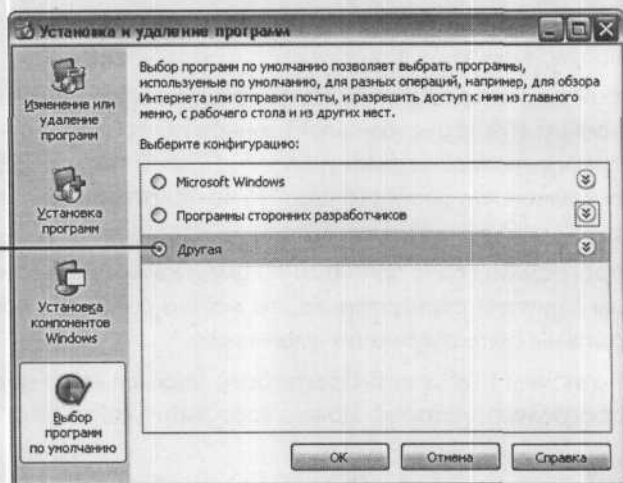 Установка и удаление программ
Изменение или
удаление
программ
Установка
программ
Установка
компонентов
Windows
Выбор
программ
по умолчанию
Выбор программ по умолчанию позволяет выбрать программы,
используемые по умолчанию, для разных операций, например, для обзора
Интернета или отправки почты, и разрешить доступ к ним из главного
меню, с рабочего стола и из других мест.
Выберите конфигурацию:
Microsoft Windows
Программы сторонних разработчиков
Другая
ОК
Отмена
Справка